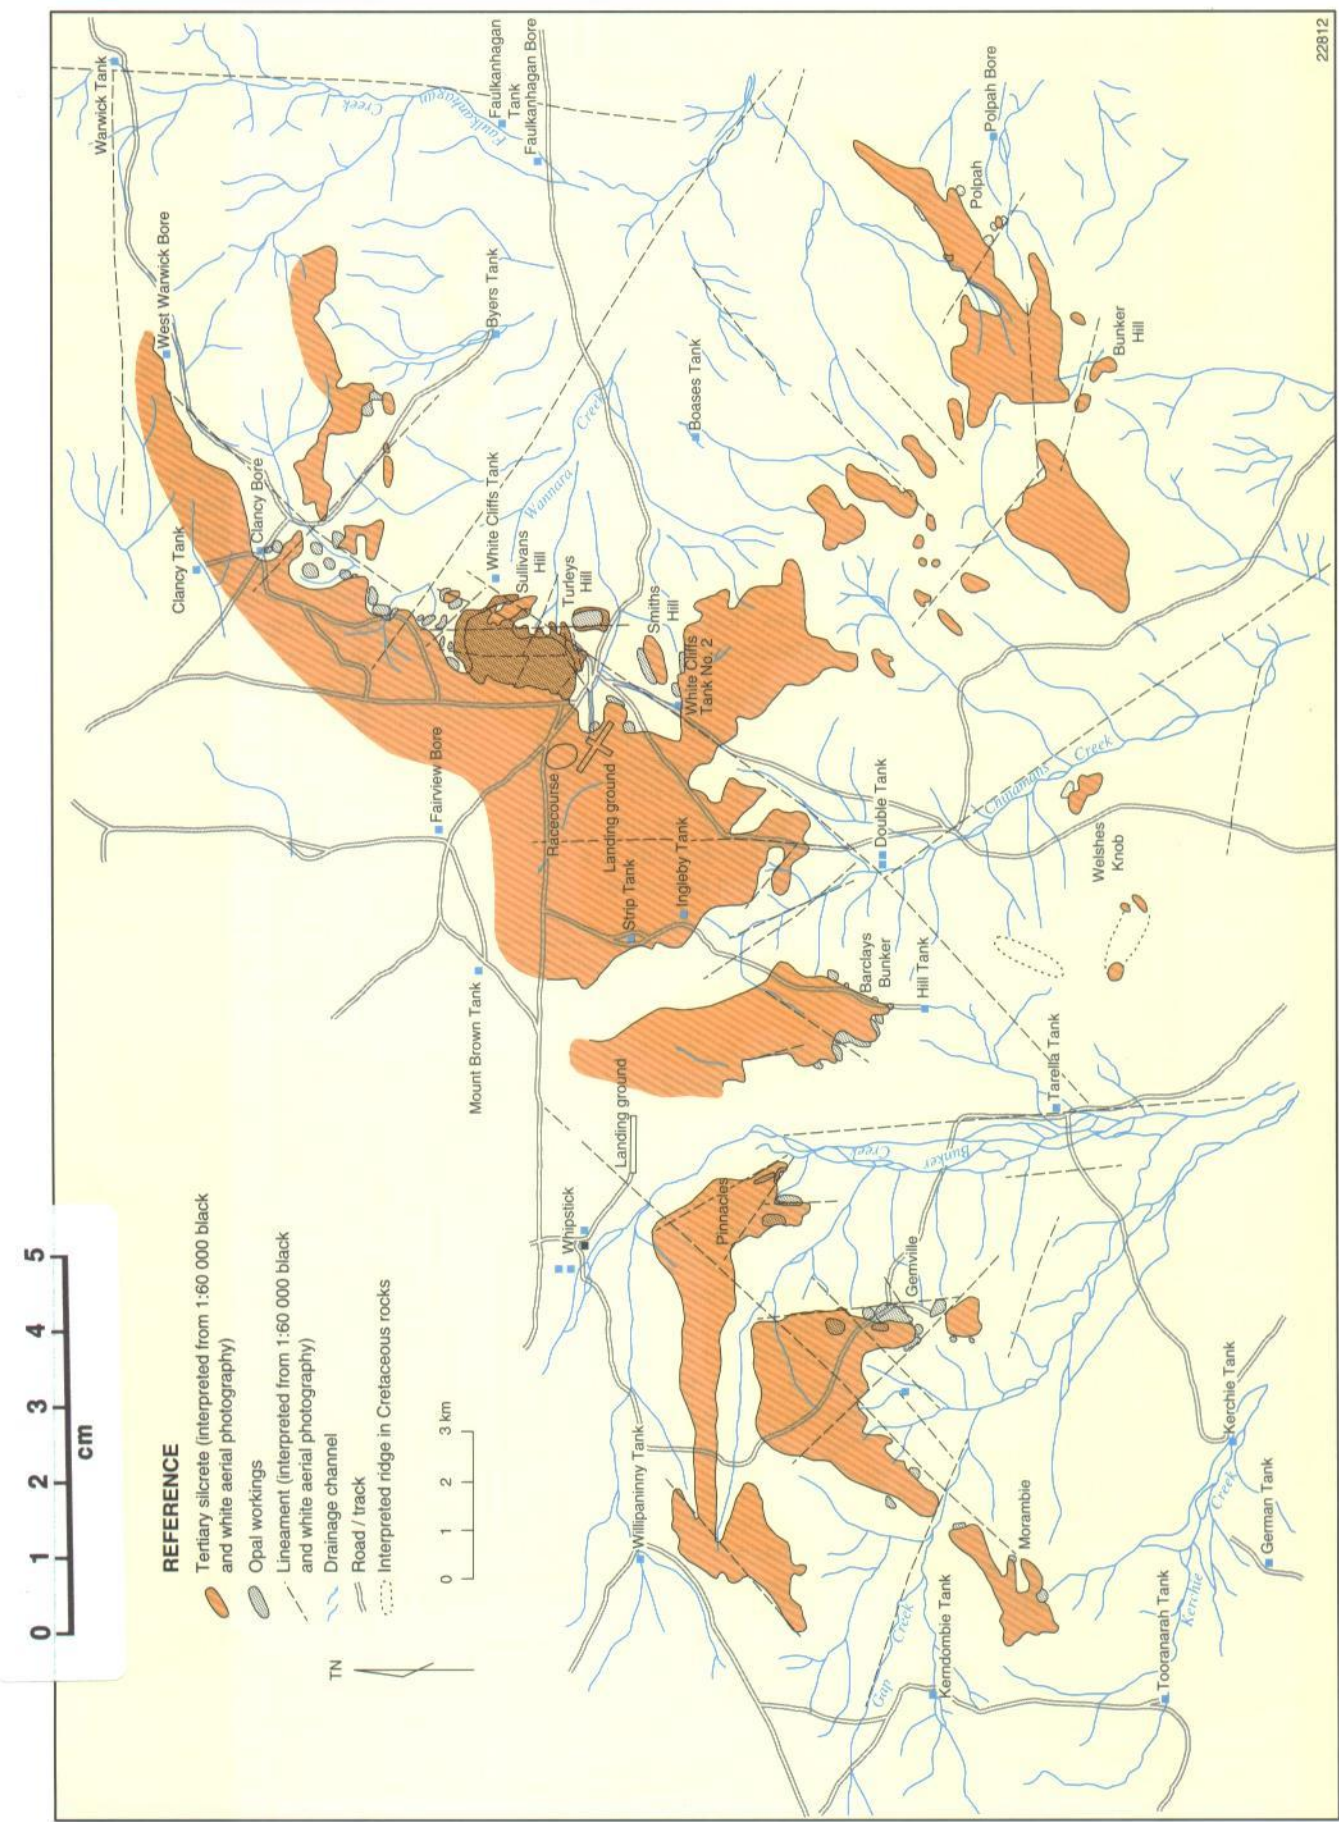 0 1 2 3 4 5
cm
REFERENCE
Tertiary silcrete (interpreted from 1:60 000 black
and white aerial photography)
Opal workings
Lineament (interpreted from 1:60 000 black
and white aerial photography)
Drainage channel
Road / track
Interpreted ridge in Cretaceous rocks
TN
0 1 2 3 km
Warwick Tank
West Warwick Bore
Clancy Tank
Clancy Bore
Faulkanhagan
Creek
Faulkanhagan
Tank
Faulkanhagan Bore
Byers Tank
White Cliffs Tank
Wannara
Creek
Sullivans
Hill
Turleys
Hill
Smiths
Hill
White Cliffs
Tank No. 2
Boases Tank
Fairview Bore
Mount Brown Tank
Racecourse
Landing ground
Strip Tank
Ingleby Tank
Landing ground
Whipstick
Willipaninny Tank
Pinnacles
Barclays
Bunker
Hill Tank
Double Tank
Chinamans
Creek
Bunker
Creek
Gemville
Gap
Creek
Kerndombie Tank
Morambie
Tarella Tank
Welshes
Knob
Polpah
Polpah Bore
Bunker
Hill
Tooranarah Tank
Kerchie
Creek
Kerchie Tank
German Tank
22812